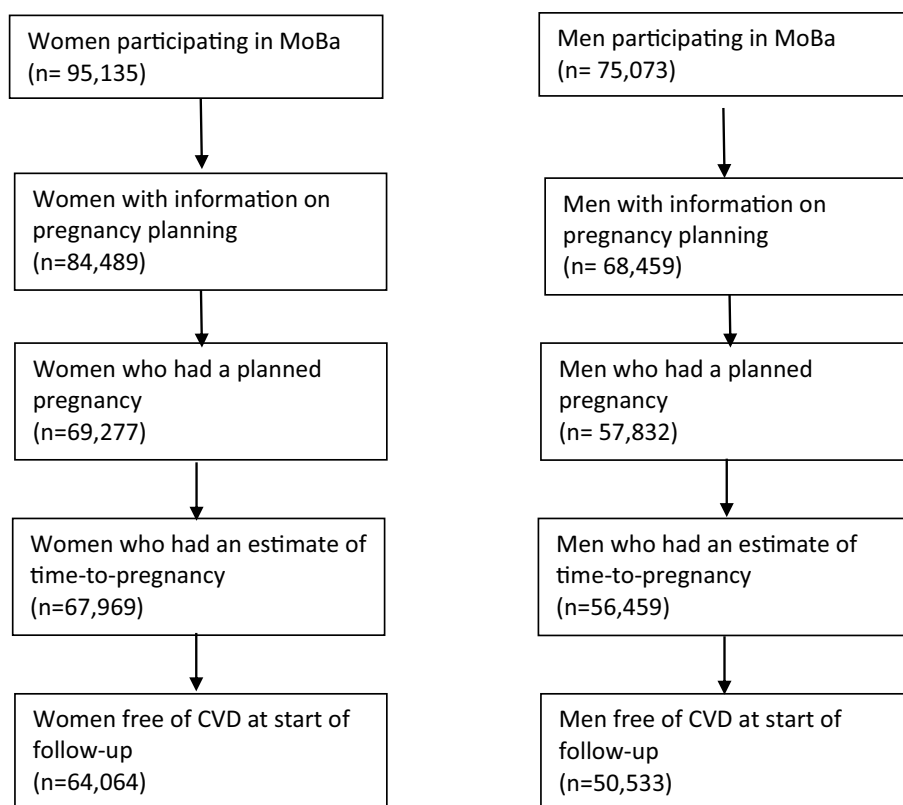 Women participating in MoBa
(n= 95,135)
Women with information on
pregnancy planning
(n=84,489)
Women who had a planned
pregnancy
(n=69,277)
Women who had an estimate of
time-to-pregnancy
(n=67,969)
Women free of CVD at start of
follow-up
(n=64,064)
Men participating in MoBa
(n= 75,073)
Men with information on
pregnancy planning
(n= 68,459)
Men who had a planned
pregnancy
(n= 57,832)
Men who had an estimate of
time-to-pregnancy
(n=56,459)
Men free of CVD at start of
follow-up
(n=50,533)